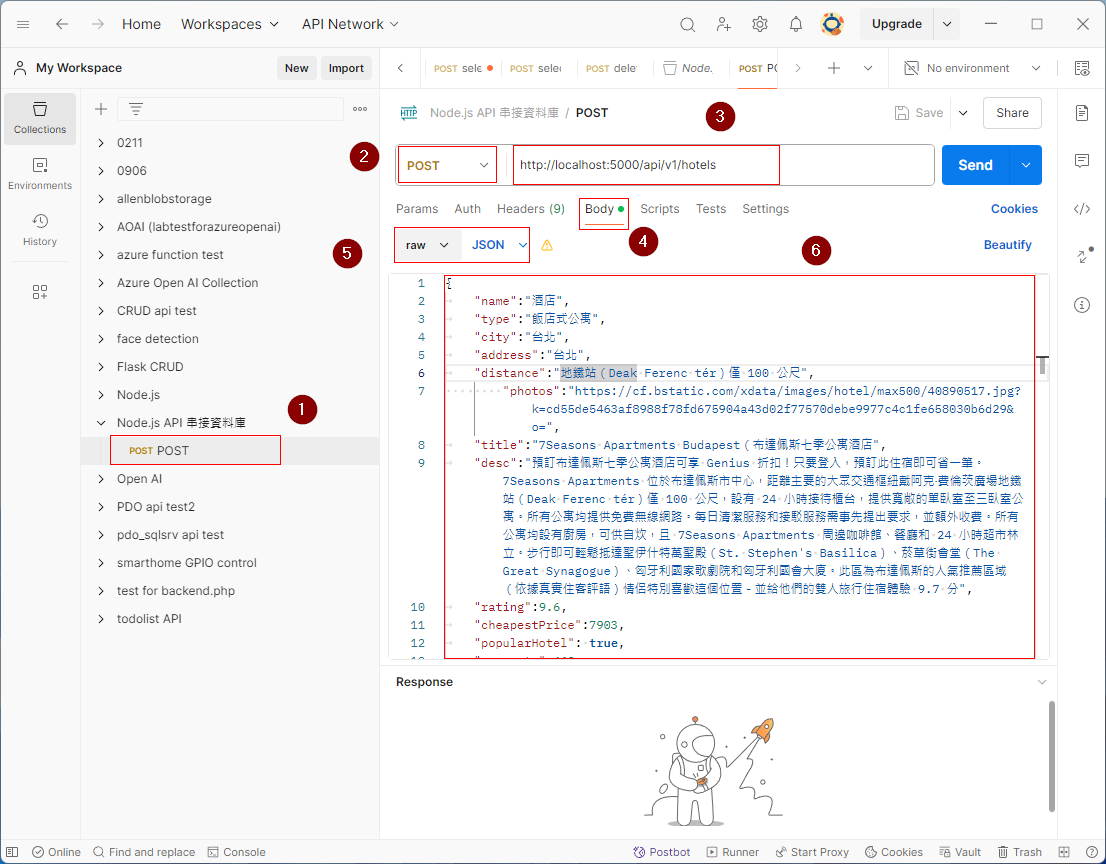 Home Workspaces API Network Upgrade
My Workspace New Import
POST sele POST selec POST dele Node. POST PO No environment
Collections
Environments
History
0211
0906
allenblobstorage
AOAI (labtestforazureopenai)
azure function test
Azure Open AI Collection
CRUD api test
face detection
Flask CRUD
Node.js
Node.js API 串接資料庫
POST POST
Open AI
PDO api test2
pdo_sqlsrv api test
smarthome GPIO control
test for backend.php
todolist API
1
2
3
4
5
6
HTTP Node.js API 串接資料庫 / POST Save Share
POST http://localhost:5000/api/v1/hotels Send
Params Auth Headers (9) Body Scripts Tests Settings Cookies
raw JSON Beautify
1 {
2 "name":"酒店",
3 "type":"飯店式公寓",
4 "city":"台北",
5 "address":"台北",
6 "distance":"地鐵站（Deak Ferenc tér）僅 100 公尺",
7 "photos":"https://cf.bstatic.com/xdata/images/hotel/max500/40890517.jpg?
k=cd55de5463af8988f78fd675904a43d02f77570debe9977c4c1fe658030b6d29&
o=",
8 "title":"7Seasons Apartments Budapest（布達佩斯七季公寓酒店",
9 "desc":"預訂布達佩斯七季公寓酒店可享 Genius 折扣！只要登入，預訂此住宿即可省一筆。
7Seasons Apartments 位於布達佩斯市中心，距離主要的大眾交通樞紐戴阿克·費倫茨廣場地鐵
站（Deak Ferenc tér）僅 100 公尺，設有 24 小時接待櫃台，提供寬敞的單臥室至三臥室公
寓。所有公寓均提供免費無線網路。每日清潔服務和接駁服務需事先提出要求，並額外收費。所有
公寓均設有廚房，可供自炊，且 7Seasons Apartments 周邊咖啡館、餐廳和 24 小時超市林
立。步行即可輕鬆抵達聖伊什特萬聖殿（St. Stephen's Basilica）、菸草街會堂（The
Great Synagogue）、匈牙利國家歌劇院和匈牙利國會大廈。此區為布達佩斯的人氣推薦區域
（依據真實住客評語）情侶特別喜歡這個位置－並給他們的雙人旅行住宿體驗 9.7 分",
10 "rating":9.6,
11 "cheapestPrice":7903,
12 "popularHotel": true,
Response
Online Find and replace Console Postbot Runner Start Proxy Cookies Vault Trash